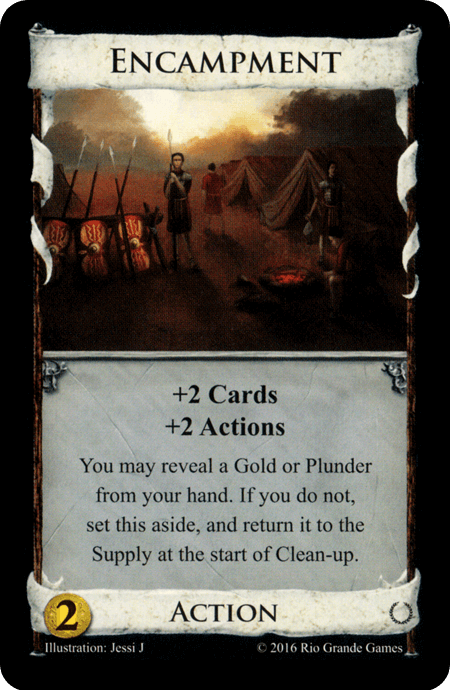 ENCAMPMENT
+2 Cards
+2 Actions
You may reveal a Gold or Plunder
from your hand. If you do not,
set this aside, and return it to the
Supply at the start of Clean-up.
2
ACTION
Illustration: Jessi J © 2016 Rio Grande Games